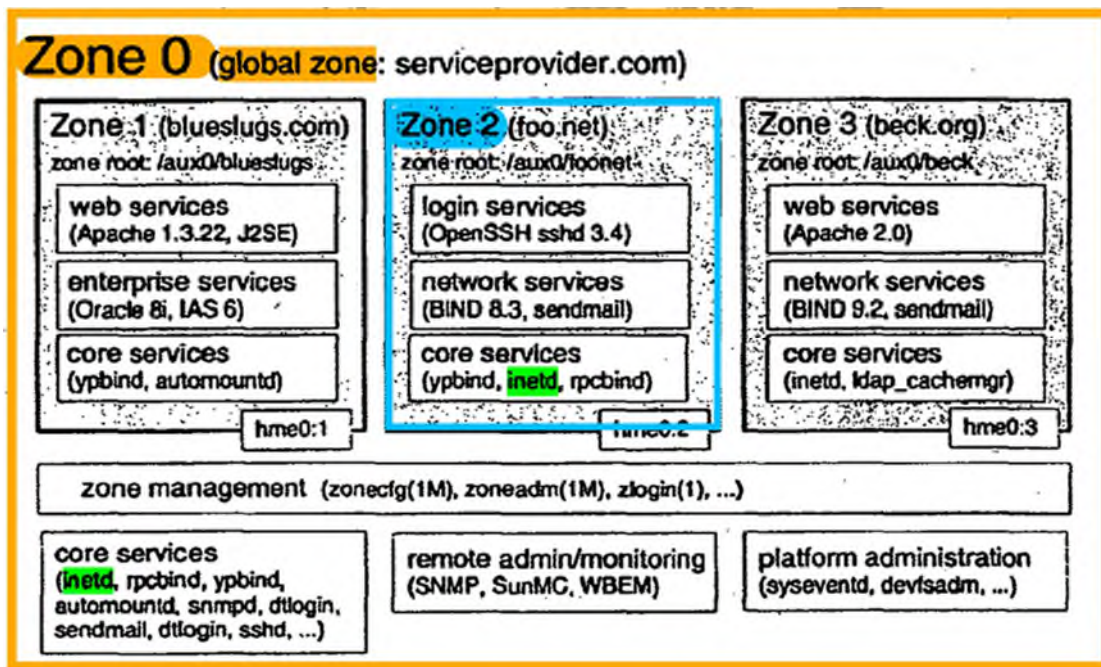 Zone 0 (global zone: serviceprovider.com)
Zone 1 (blueslugs.com)
zone root: /aux0/blueslugs
web services
(Apache 1.3.22, J2SE)
enterprise services
(Oracle 8i, IAS 6)
core services
(ypbind, automountd)
hme0:1
Zone 2 (foo.net)
zone root: /aux0/foonet
login services
(OpenSSH sshd 3.4)
network services
(BIND 8.3, sendmail)
core services
(ypbind, inetd, rpcbind)
hme0:2
Zone 3 (beck.org)
zone root: /aux0/beck
web services
(Apache 2.0)
network services
(BIND 9.2, sendmail)
core services
(inetd, ldap_cachemgr)
hme0:3
zone management (zonecfg(1M), zoneadm(1M), zlogin(1), ...)
core services
(inetd, rpcbind, ypbind,
automountd, snmpd, dtlogin,
sendmail, dtlogin, sshd, ...)
remote admin/monitoring
(SNMP, SunMC, WBEM)
platform administration
(syseventd, devfsadm, ...)